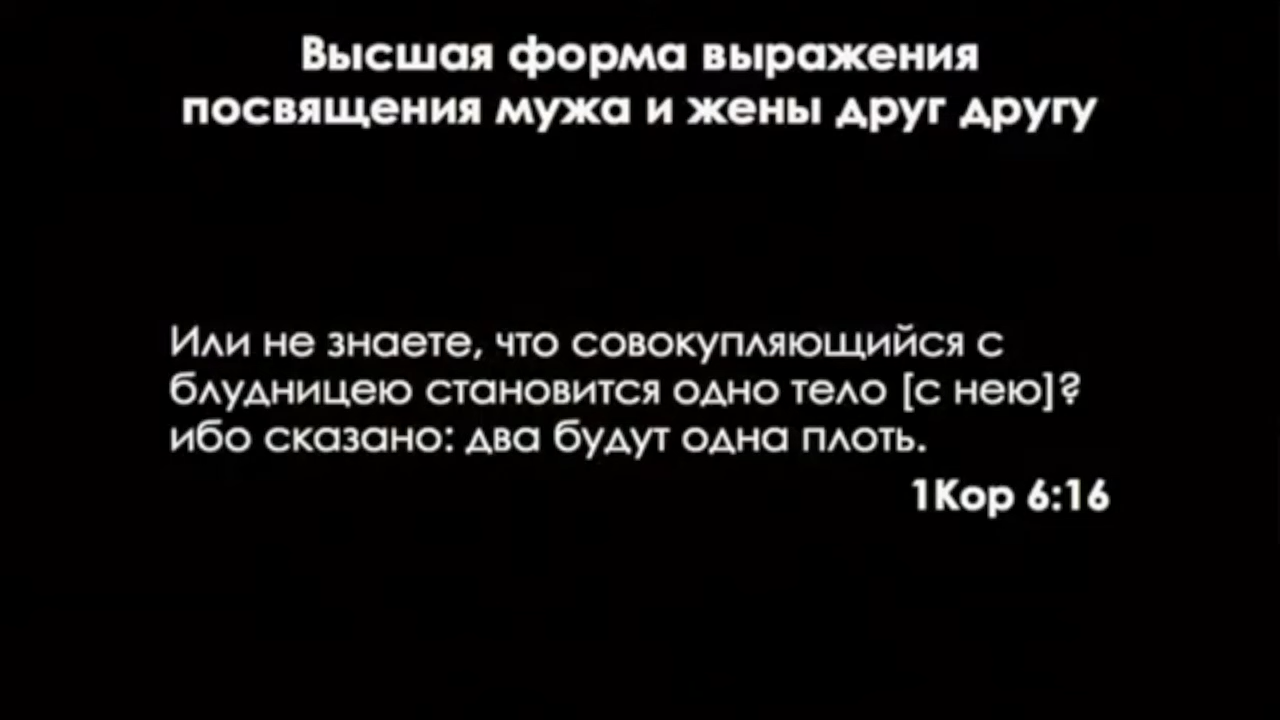 Высшая форма выражения
посвящения мужа и жены друг другу
Или не знаете, что совокупляющийся с
блудницею становится одно тело [с нею]?
ибо сказано: два будут одна плоть.
1Кор 6:16